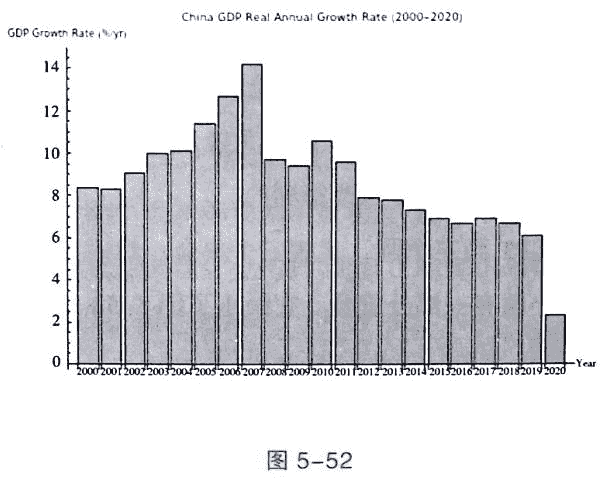 China GDP Real Annual Growth Rate (2000-2020)
GDP Growth Rate (%/yr)
14
12
10
8
6
4
2
0
2000 2001 2002 2003 2004 2005 2006 2007 2008 2009 2010 2011 2012 2013 2014 2015 2016 2017 2018 2019 2020 Year
图 5-52